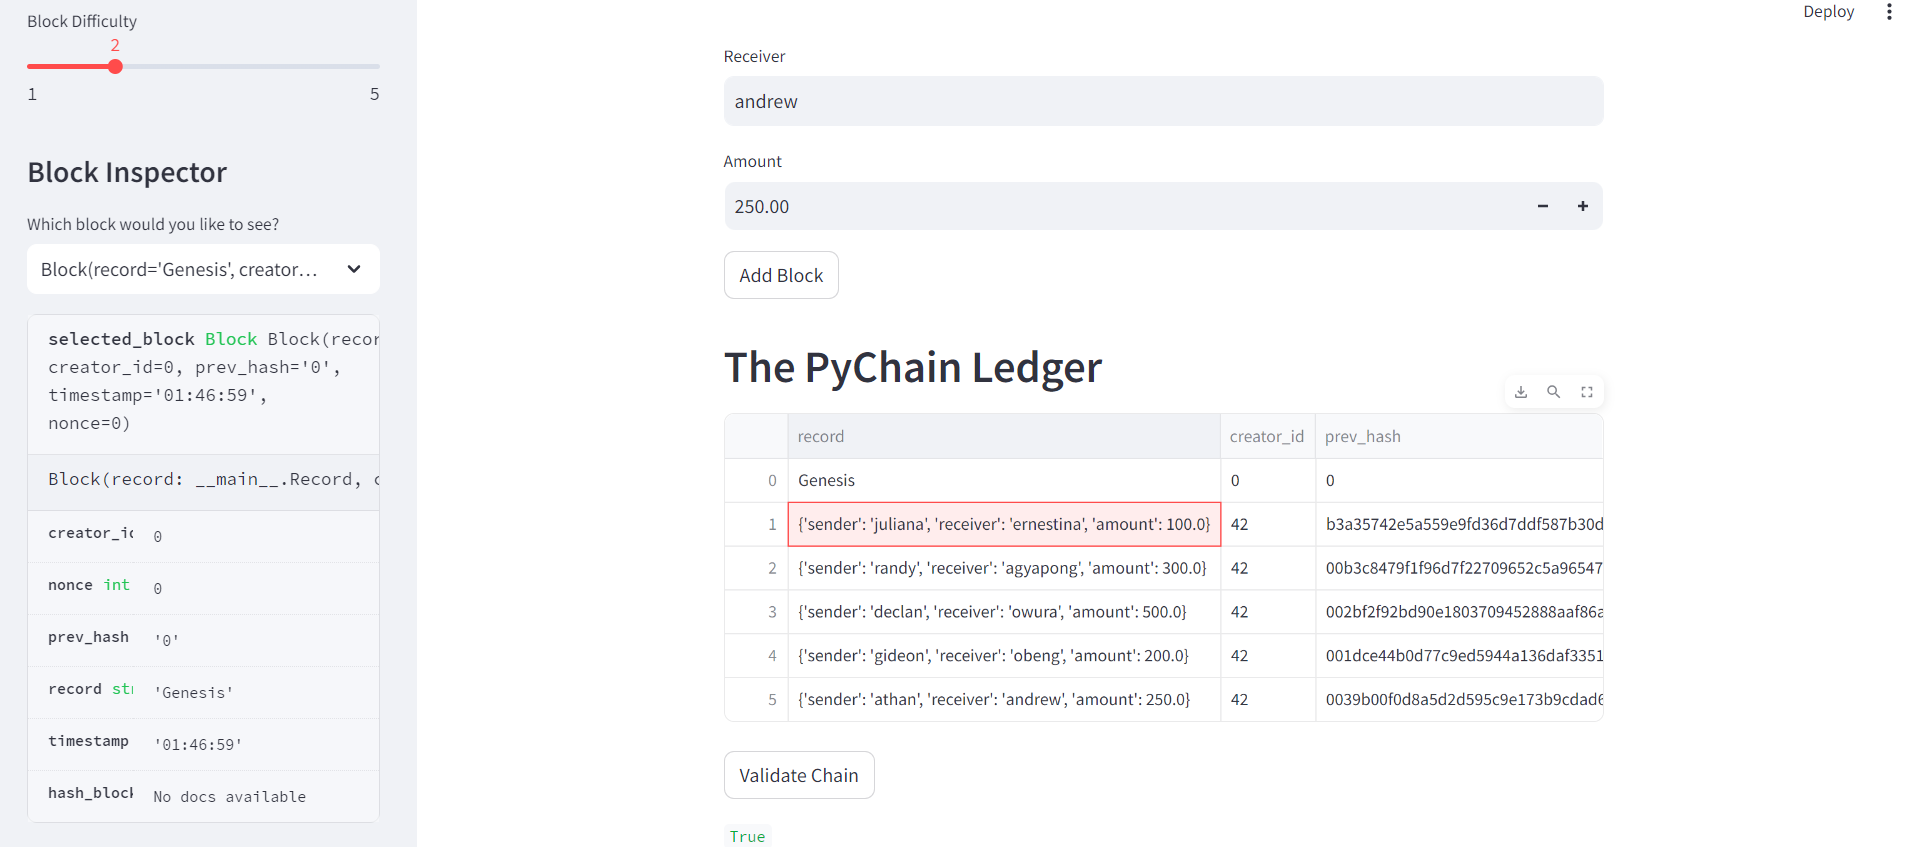 Block Difficulty
2
1 5
Block Inspector
Which block would you like to see?
Block(record='Genesis', creator...
selected_block Block Block(recor
creator_id=0, prev_hash='0',
timestamp='01:46:59',
nonce=0)
Block(record: __main__.Record, c
creator_id 0
nonce int 0
prev_hash '0'
record str 'Genesis'
timestamp '01:46:59'
hash_block No docs available
Deploy
Receiver
andrew
Amount
250.00
Add Block
The PyChain Ledger
record creator_id prev_hash
0 Genesis 0 0
1 {'sender': 'juliana', 'receiver': 'ernestina', 'amount': 100.0} 42 b3a35742e5a559e9fd36d7ddf587b30d
2 {'sender': 'randy', 'receiver': 'agyapong', 'amount': 300.0} 42 00b3c8479f1f96d7f22709652c5a96547
3 {'sender': 'declan', 'receiver': 'owura', 'amount': 500.0} 42 002bf2f92bd90e1803709452888aaf86a
4 {'sender': 'gideon', 'receiver': 'obeng', 'amount': 200.0} 42 001dce44b0d77c9ed5944a136daf3351
5 {'sender': 'athan', 'receiver': 'andrew', 'amount': 250.0} 42 0039b00f0d8a5d2d595c9e173b9cdad6
Validate Chain
True